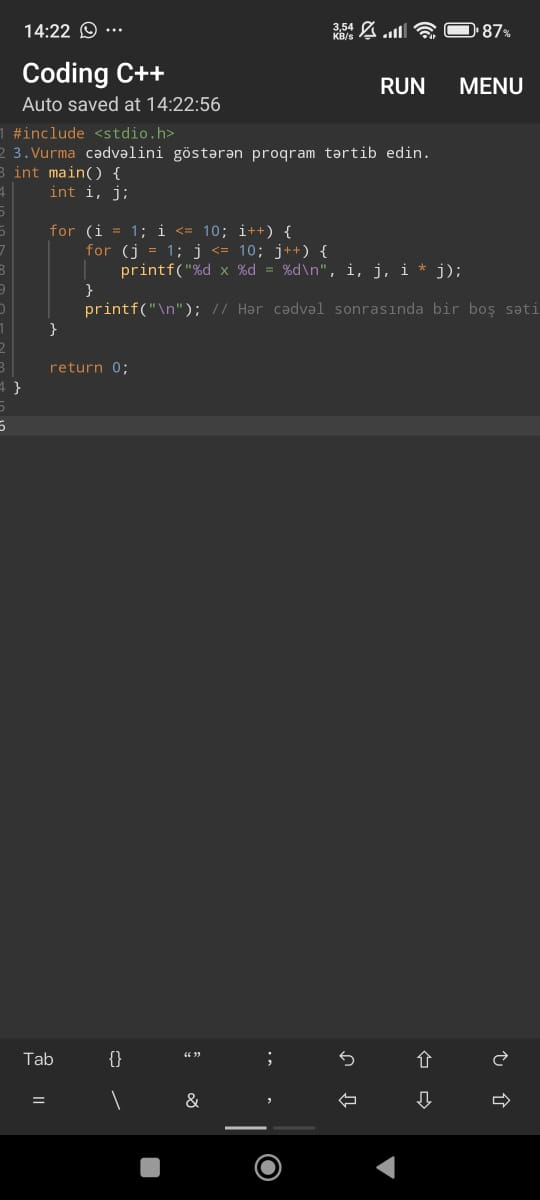 14:22 ...
3,54 KB/s 87%
Coding C++
RUN MENU
Auto saved at 14:22:56
1 #include <stdio.h>
2 3.Vurma cədvəlini göstərən proqram tərtib edin.
3 int main() {
4 int i, j;
5
6 for (i = 1; i <= 10; i++) {
7 for (j = 1; j <= 10; j++) {
8 printf("%d x %d = %d\n", i, j, i * j);
9 }
0 printf("\n"); // Hər cədvəl sonrasında bir boş səti
1 }
2
3 return 0;
4 }
5
6
Tab {} “” ;
= \ & ,